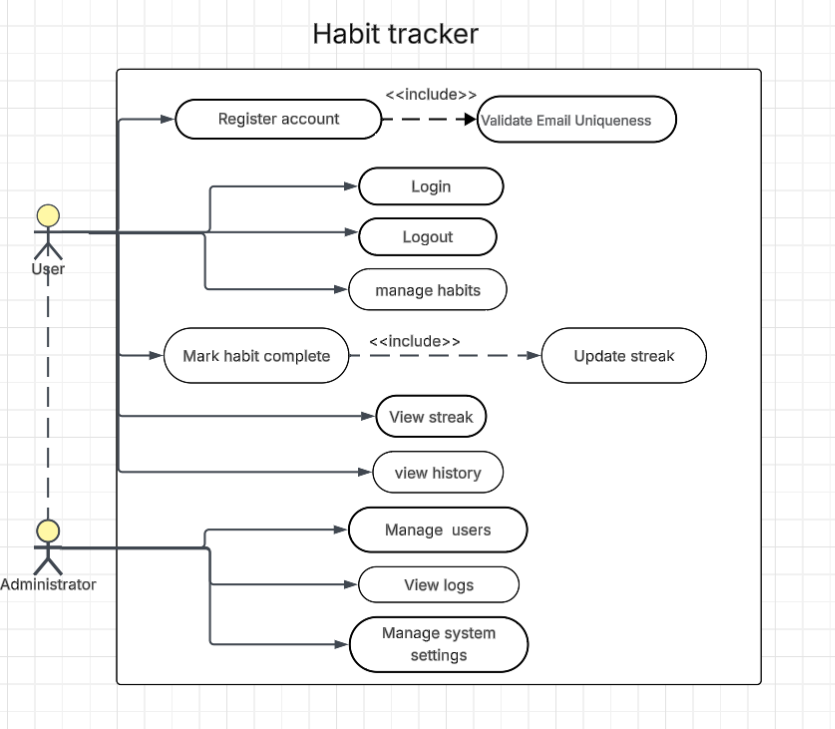 Habit tracker
<<include>>
Register account
Validate Email Uniqueness
Login
Logout
User
manage habits
<<include>>
Mark habit complete
Update streak
View streak
view history
Manage users
Administrator
View logs
Manage system
settings